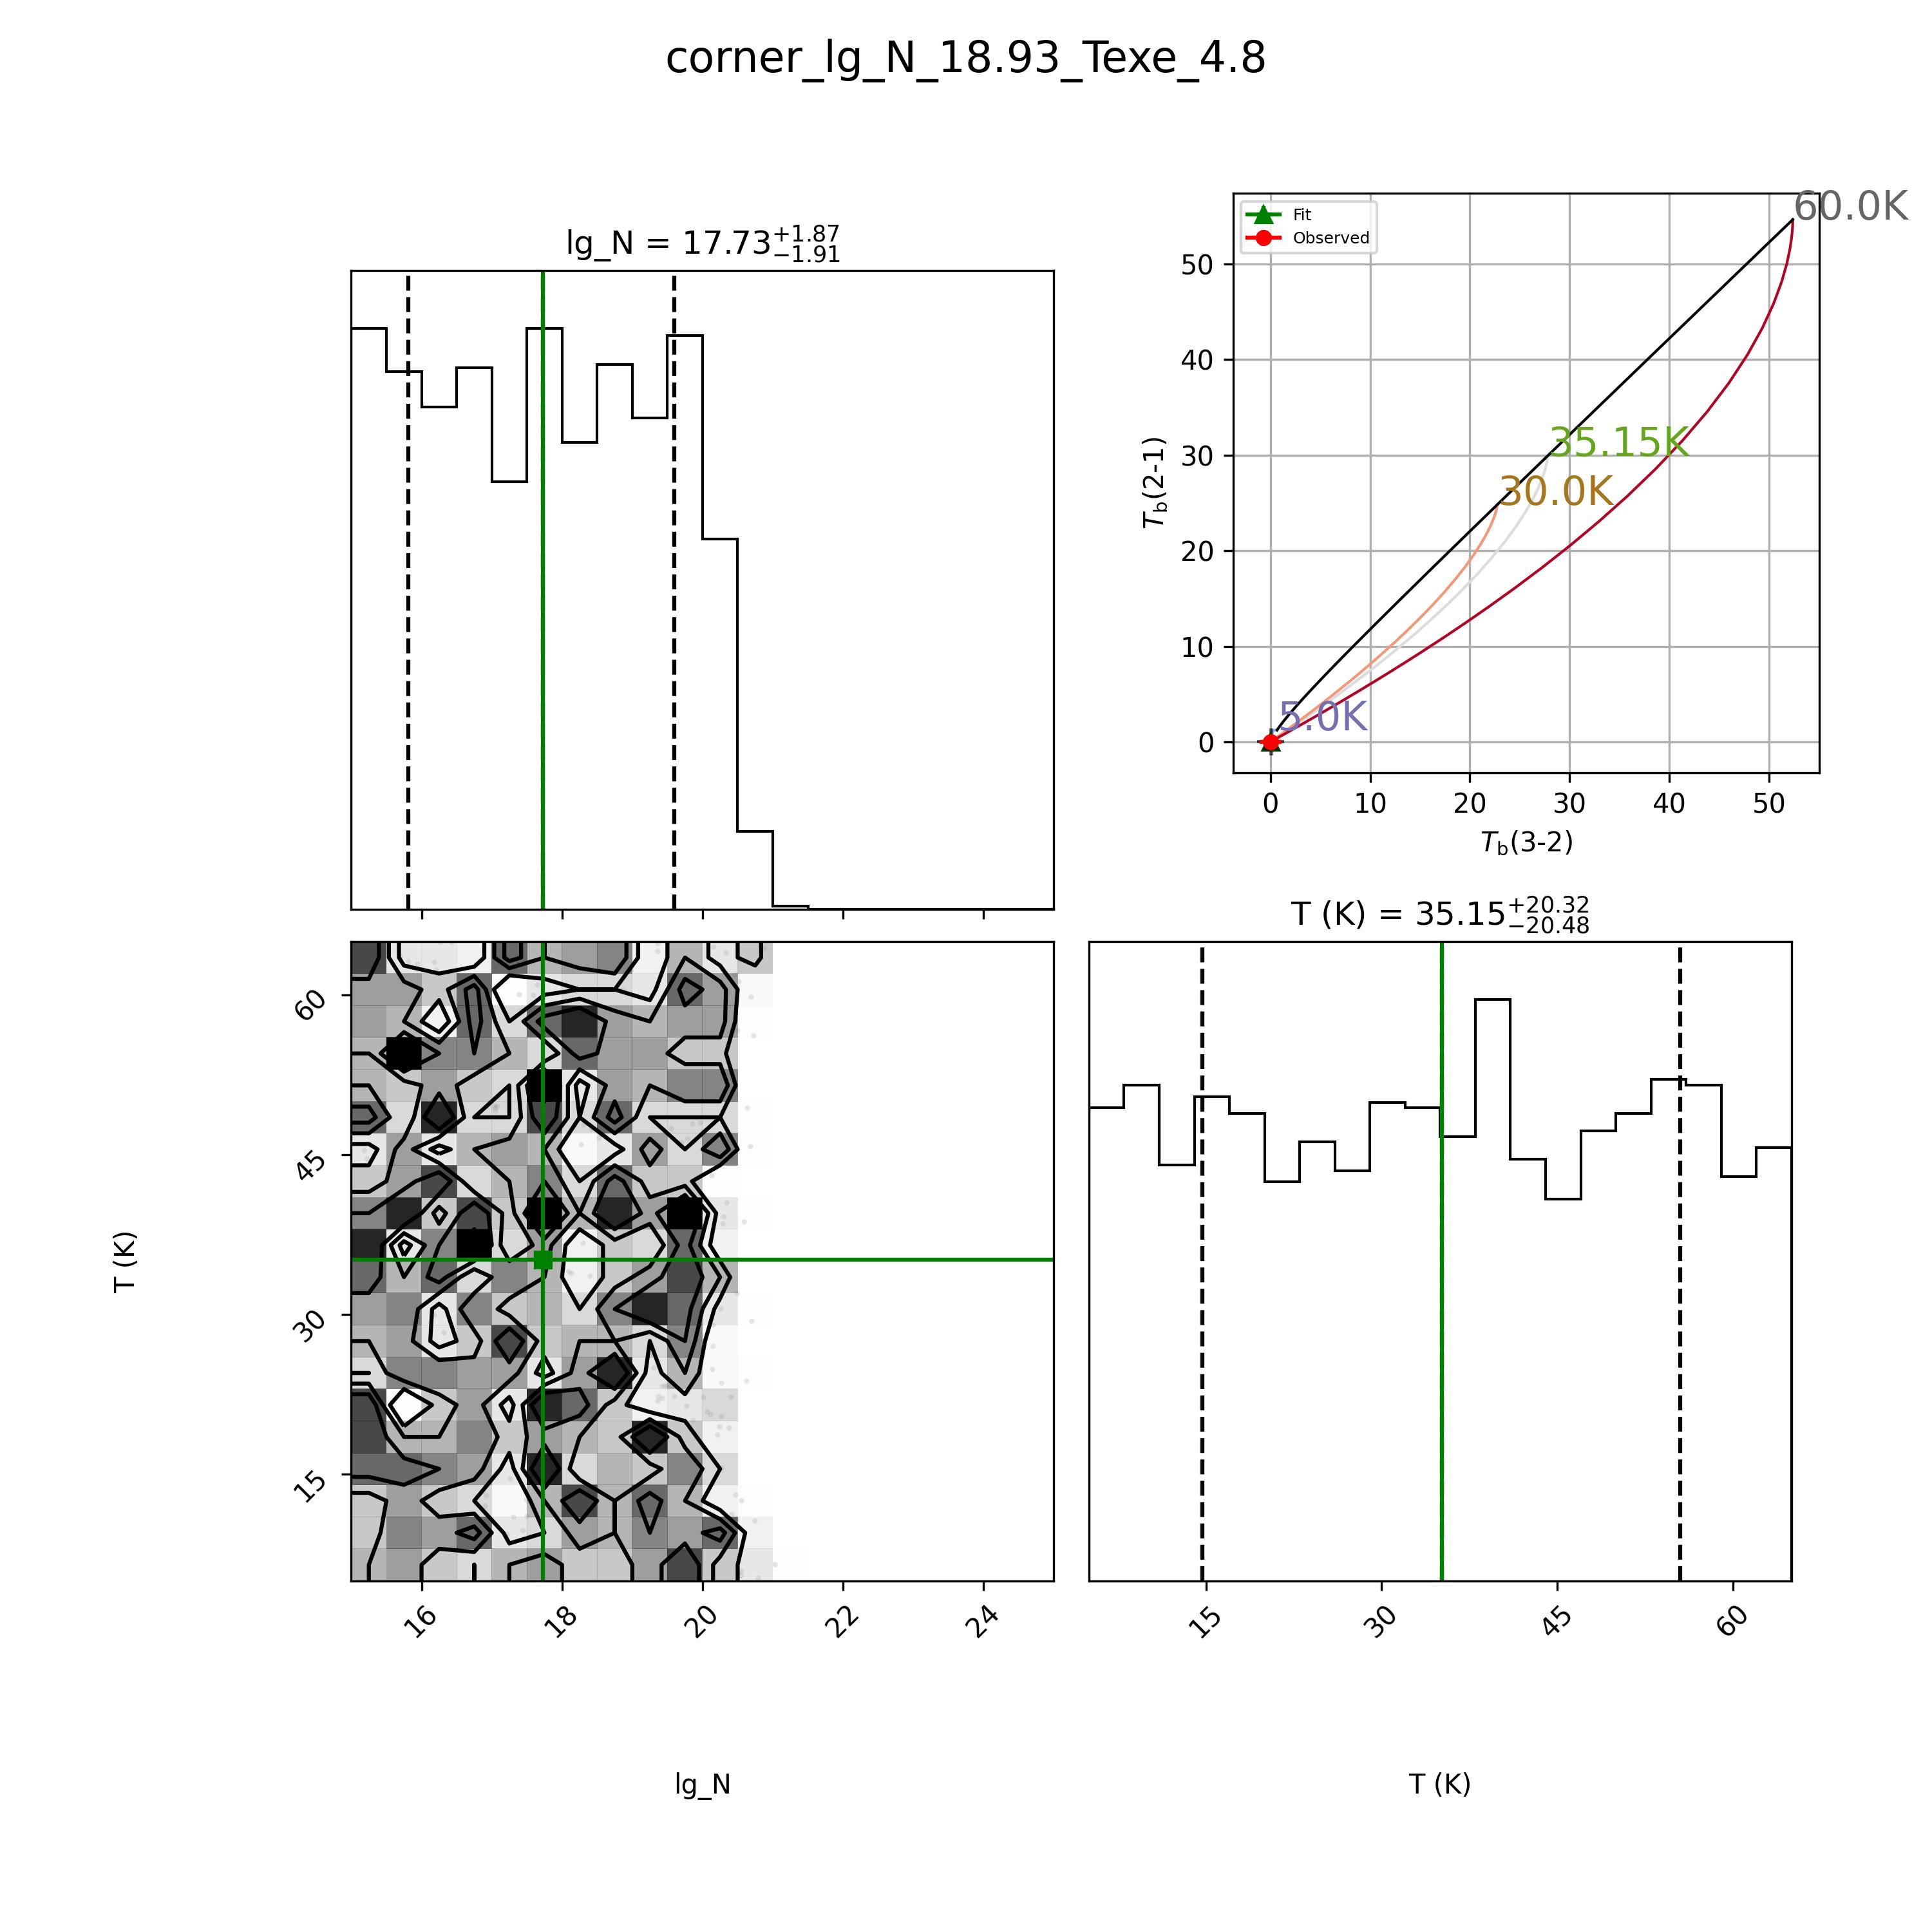 corner_lg_N_18.93_Texe_4.8
lg_N = 17.73 +1.87 −1.91
60.0K
Fit
Observed
50
40
35.15K
30
30.0K
Tb(2-1)
20
10
5.0K
0
0 10 20 30 40 50
Tb(3-2)
T (K) = 35.15 +20.32 −20.48
60
45
T (K)
30
15
16 18 20 22 24
15 30 45 60
lg_N
T (K)